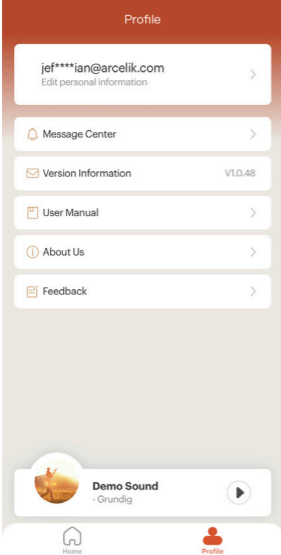 Profile
jef****ian@arcelik.com
Edit personal information
Message Center
Version Information V1.0.48
User Manual
About Us
Feedback
Demo Sound
- Grundig
Home Profile